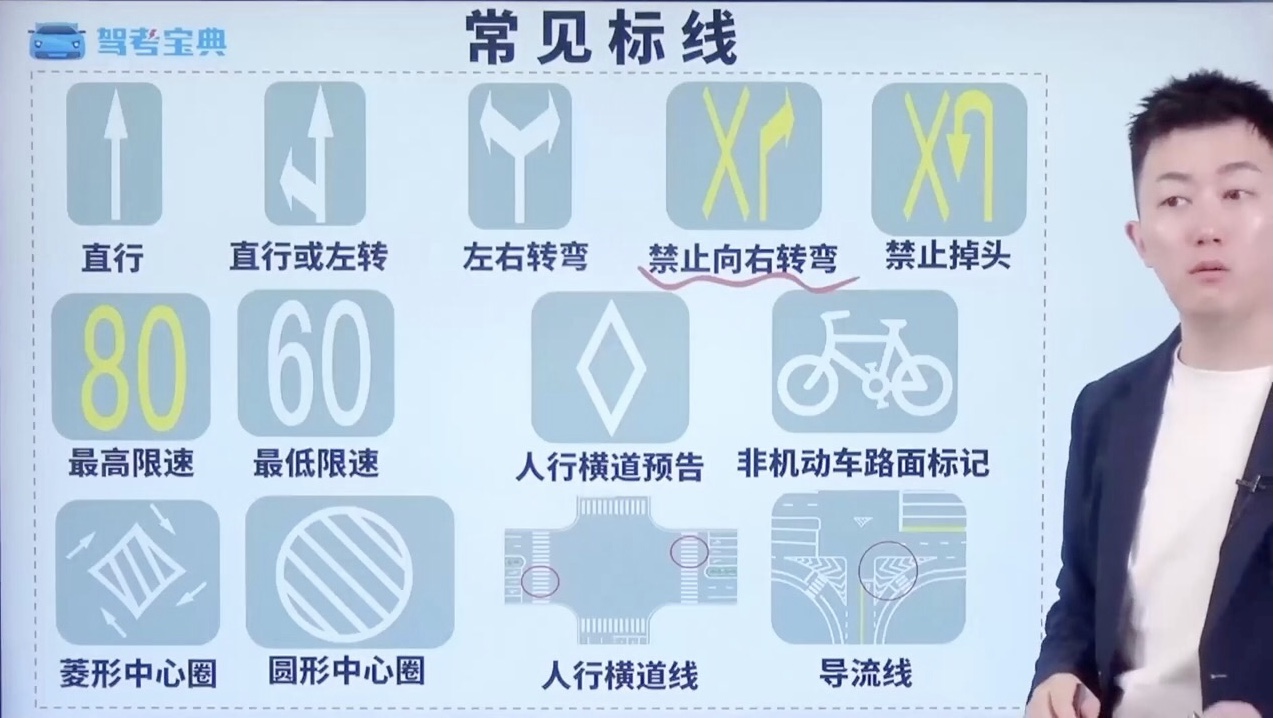 驾考宝典
常见标线
直行
直行或左转
左右转弯
禁止向右转弯
禁止掉头
80
60
最高限速
最低限速
人行横道预告
非机动车路面标记
菱形中心圈
圆形中心圈
人行横道线
导流线